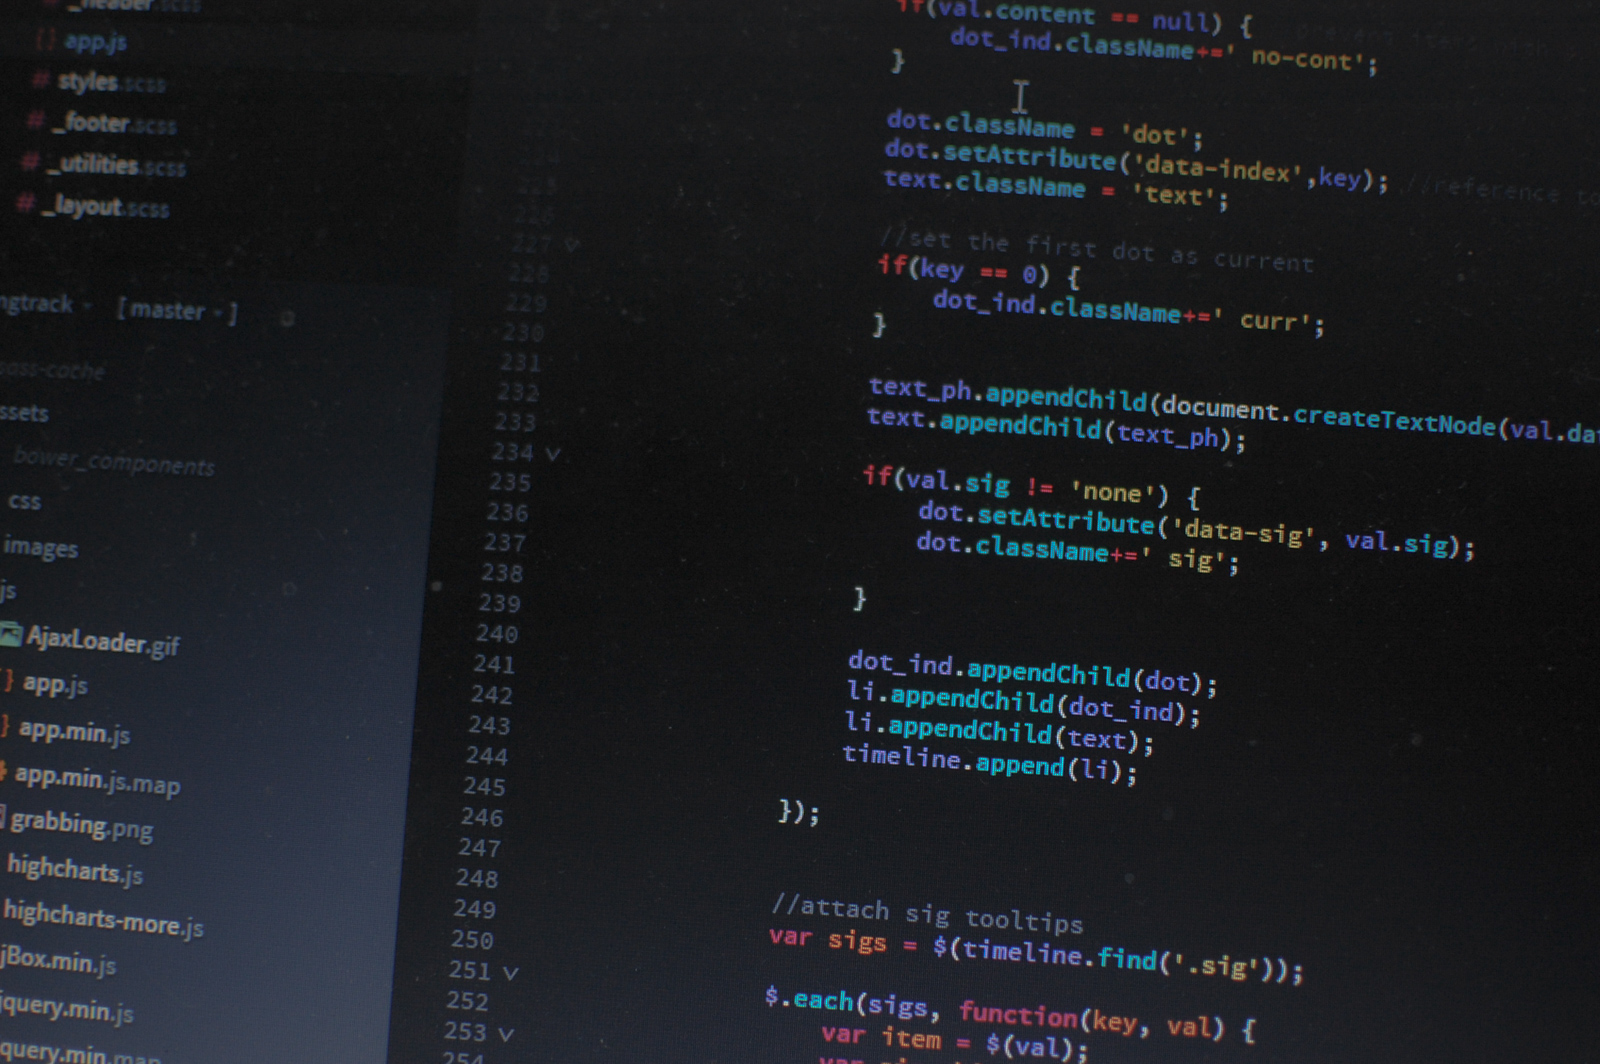 _header.scss
app.js
styles.scss
_footer.scss
_utilities.scss
_layout.scss
[master]
bower_components
css
images
js
AjaxLoader.gif
app.js
app.min.js
app.min.js.map
grabbing.png
highcharts.js
highcharts-more.js
jBox.min.js
jquery.min.js
jquery.min.map
226
227
228
229
230
231
232
233
234
235
236
237
238
239
240
241
242
243
244
245
246
247
248
249
250
251
252
253
254
if(val.content == null) {
dot_ind.className+=' no-cont';
}
dot.className = 'dot';
dot.setAttribute('data-index',key); //reference to
text.className = 'text';
//set the first dot as current
if(key == 0) {
dot_ind.className+=' curr';
}
text_ph.appendChild(document.createTextNode(val.dat
text.appendChild(text_ph);
if(val.sig != 'none') {
dot.setAttribute('data-sig', val.sig);
dot.className+=' sig';
}
dot_ind.appendChild(dot);
li.appendChild(dot_ind);
li.appendChild(text);
timeline.append(li);
});
//attach sig tooltips
var sigs = $(timeline.find('.sig'));
$.each(sigs, function(key, val) {
var item = $(val);